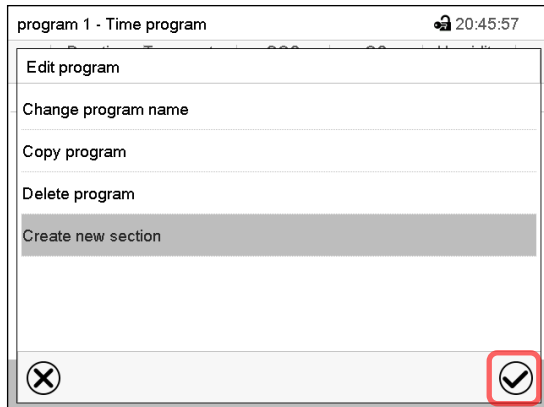 program 1 - Time program 20:45:57
Edit program
Change program name
Copy program
Delete program
Create new section